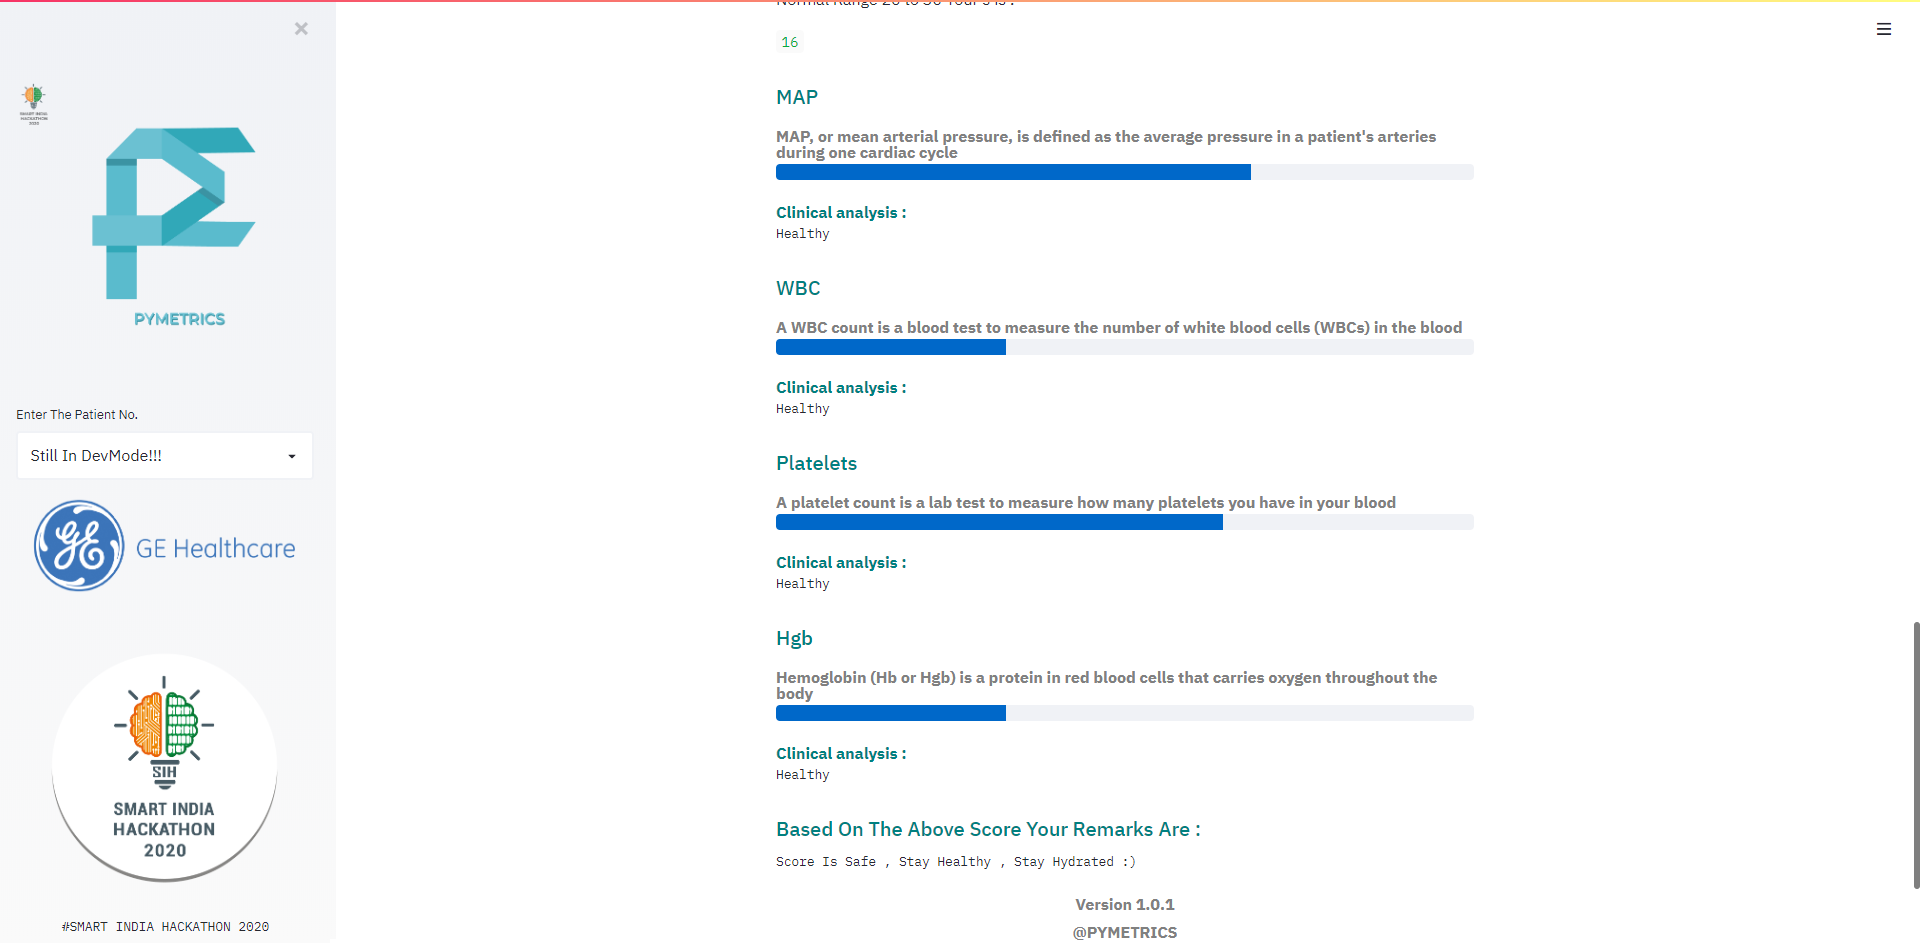 SMART INDIA
HACKATHON
2020
PYMETRICS
Enter The Patient No.
Still In DevMode!!!
GE Healthcare
SIH
SMART INDIA
HACKATHON
2020
#SMART INDIA HACKATHON 2020
16
MAP
MAP, or mean arterial pressure, is defined as the average pressure in a patient's arteries
during one cardiac cycle
Clinical analysis :
Healthy
WBC
A WBC count is a blood test to measure the number of white blood cells (WBCs) in the blood
Clinical analysis :
Healthy
Platelets
A platelet count is a lab test to measure how many platelets you have in your blood
Clinical analysis :
Healthy
Hgb
Hemoglobin (Hb or Hgb) is a protein in red blood cells that carries oxygen throughout the
body
Clinical analysis :
Healthy
Based On The Above Score Your Remarks Are :
Score Is Safe , Stay Healthy , Stay Hydrated :)
Version 1.0.1
@PYMETRICS